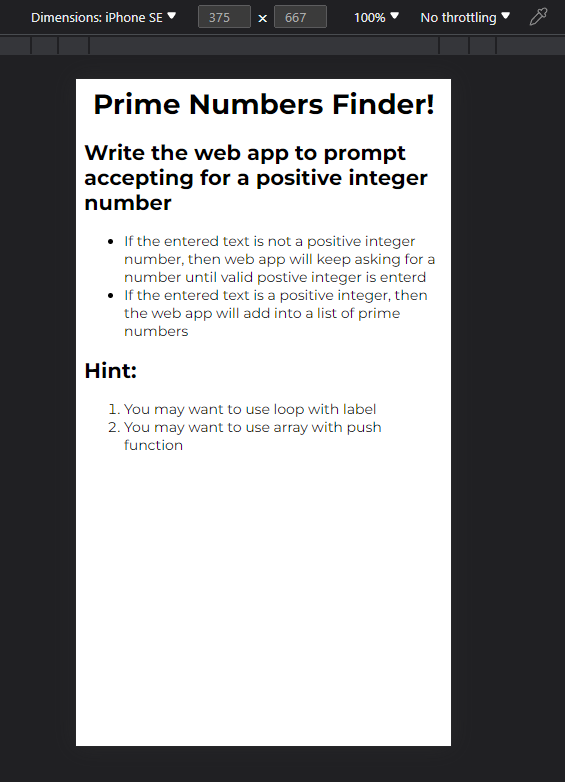 Dimensions: iPhone SE ▼ 375 x 667 100% ▼ No throttling ▼
Prime Numbers Finder!
Write the web app to prompt
accepting for a positive integer
number
• If the entered text is not a positive integer
number, then web app will keep asking for a
number until valid postive integer is enterd
• If the entered text is a positive integer, then
the web app will add into a list of prime
numbers
Hint:
1. You may want to use loop with label
2. You may want to use array with push
function